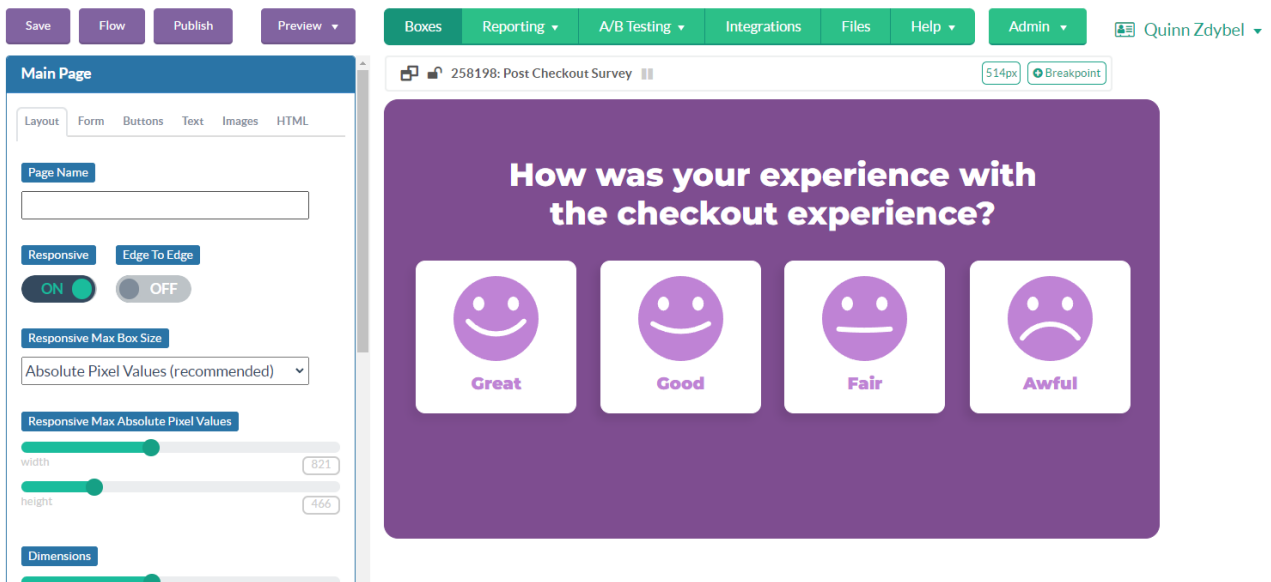 Save Flow Publish Preview Boxes Reporting A/B Testing Integrations Files Help Admin Quinn Zdybel
Main Page
258198: Post Checkout Survey 514px Breakpoint
Layout Form Buttons Text Images HTML
Page Name
Responsive Edge To Edge
ON OFF
Responsive Max Box Size
Absolute Pixel Values (recommended)
Responsive Max Absolute Pixel Values
width 821
height 466
Dimensions
How was your experience with
the checkout experience?
Great Good Fair Awful